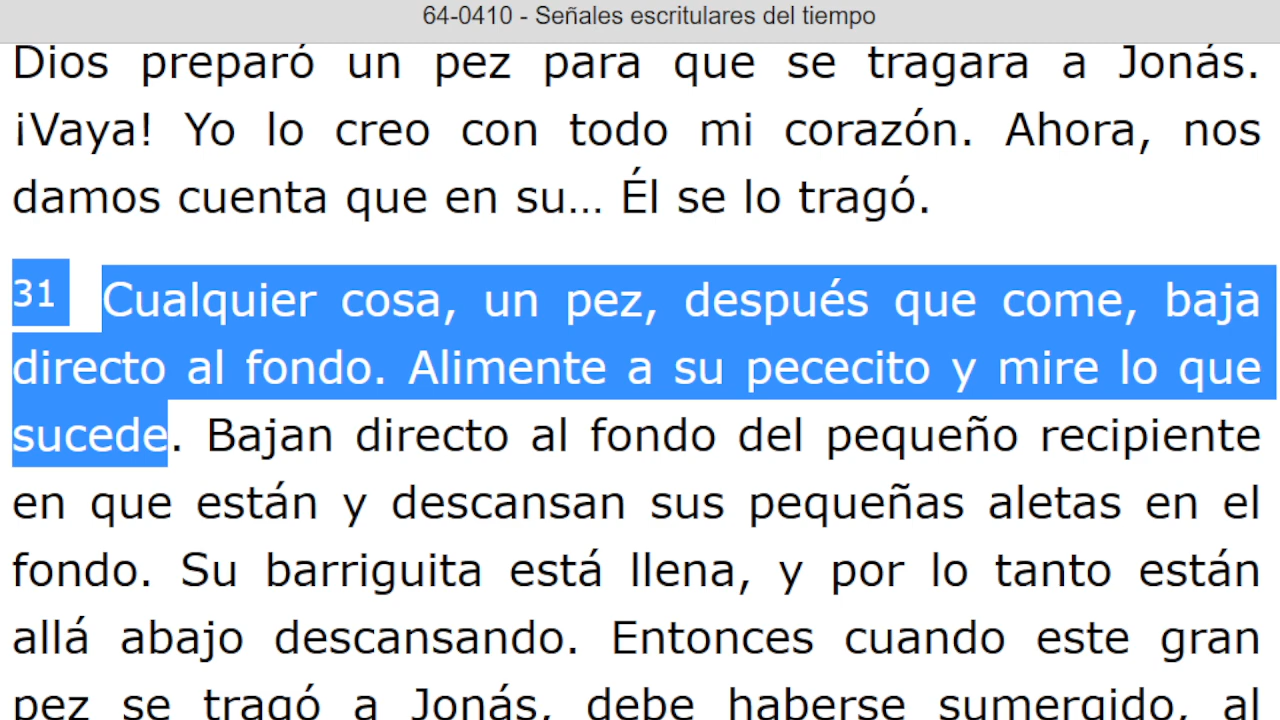 64-0410 - Señales escritulares del tiempo
Dios preparó un pez para que se tragara a Jonás.
¡Vaya! Yo lo creo con todo mi corazón. Ahora, nos
damos cuenta que en su... Él se lo tragó.
31 Cualquier cosa, un pez, después que come, baja
directo al fondo. Alimente a su pececito y mire lo que
sucede. Bajan directo al fondo del pequeño recipiente
en que están y descansan sus pequeñas aletas en el
fondo. Su barriguita está llena, y por lo tanto están
allá abajo descansando. Entonces cuando este gran
pez se tragó a Jonás, debe haberse sumergido, al